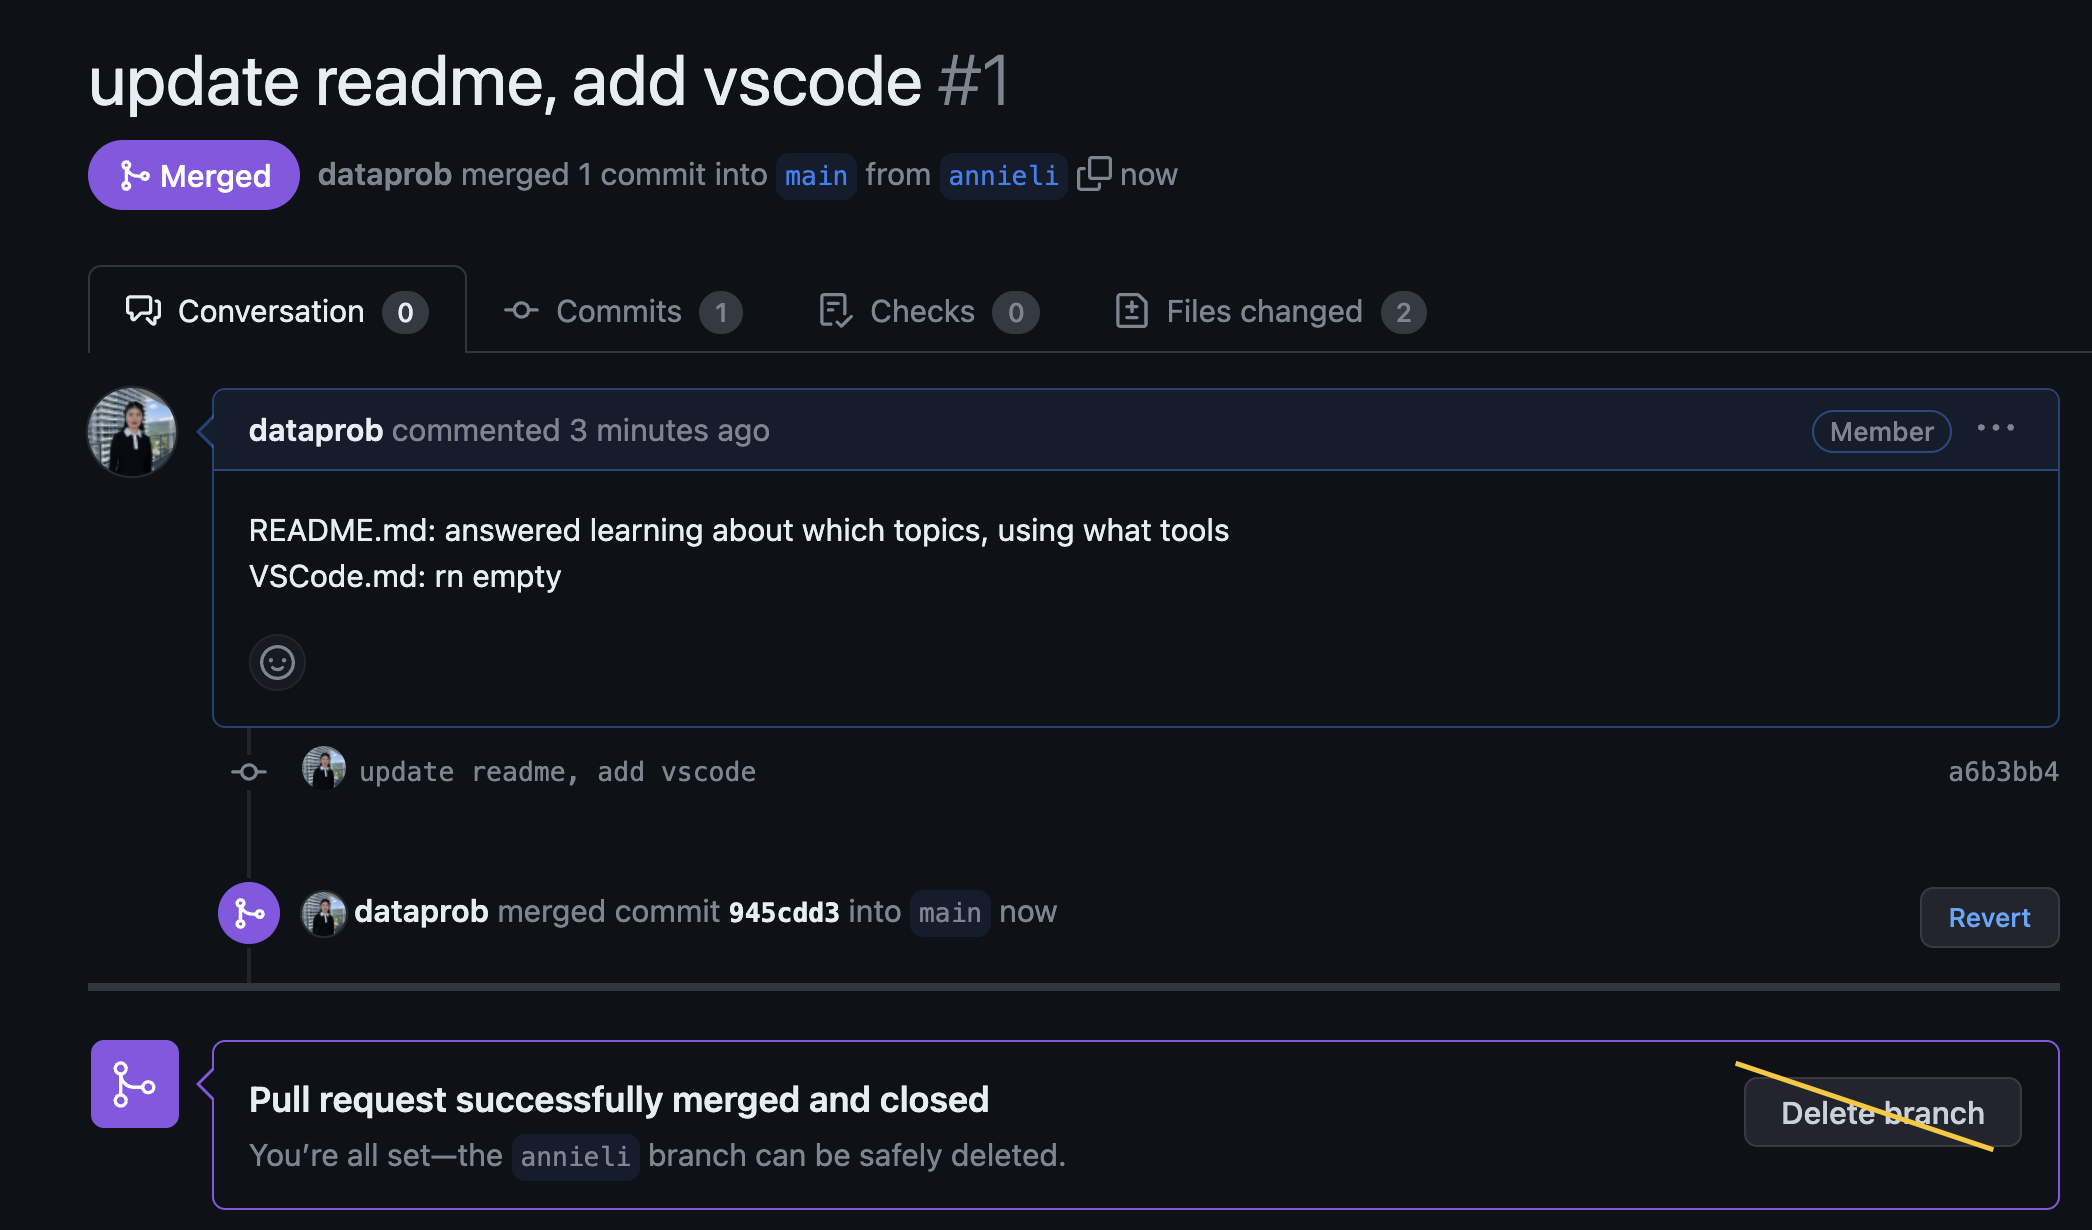 update readme, add vscode #1
Merged dataprob merged 1 commit into main from annieli now
Conversation 0 Commits 1 Checks 0 Files changed 2
dataprob commented 3 minutes ago Member ...
README.md: answered learning about which topics, using what tools
VSCode.md: rn empty
update readme, add vscode a6b3bb4
dataprob merged commit 945cdd3 into main now Revert
Pull request successfully merged and closed
Delete branch
You’re all set—the annieli branch can be safely deleted.